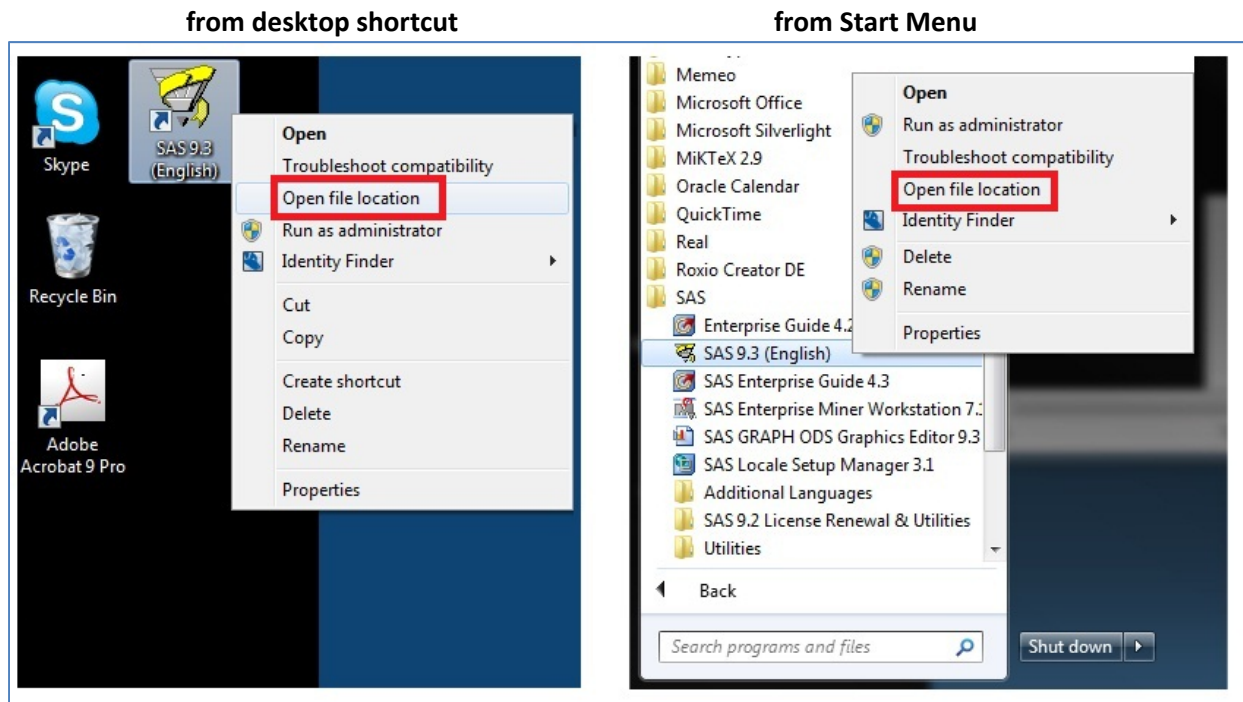 from desktop shortcut
from Start Menu
Skype
SAS 9.3
(English)
Recycle Bin
Adobe
Acrobat 9 Pro
Open
Troubleshoot compatibility
Open file location
Run as administrator
Identity Finder
Cut
Copy
Create shortcut
Delete
Rename
Properties
Memeo
Microsoft Office
Microsoft Silverlight
MiKTeX 2.9
Oracle Calendar
QuickTime
Real
Roxio Creator DE
SAS
Enterprise Guide 4.2
SAS 9.3 (English)
SAS Enterprise Guide 4.3
SAS Enterprise Miner Workstation 7.
SAS GRAPH ODS Graphics Editor 9.3
SAS Locale Setup Manager 3.1
Additional Languages
SAS 9.2 License Renewal & Utilities
Utilities
Back
Search programs and files
Shut down
Open
Run as administrator
Troubleshoot compatibility
Open file location
Identity Finder
Delete
Rename
Properties